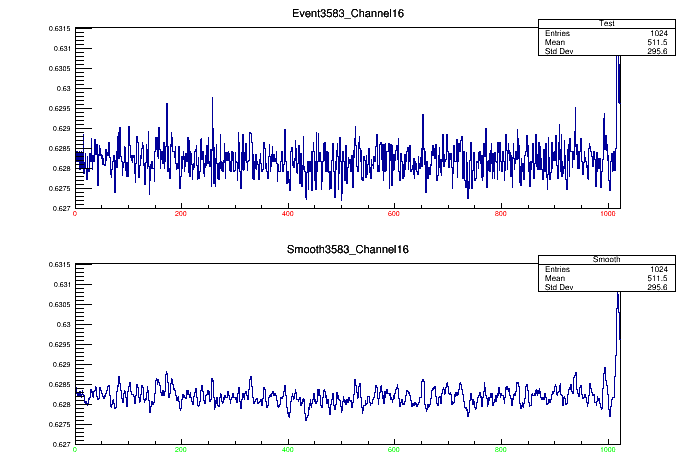 Event3583_Channel16
Test
Entries 1024
Mean 511.5
Std Dev 295.6
0.6315
0.631
0.6305
0.63
0.6295
0.629
0.6285
0.628
0.6275
0.627
0 200 400 600 800 1000
Smooth3583_Channel16
Smooth
Entries 1024
Mean 511.5
Std Dev 295.6
0.6315
0.631
0.6305
0.63
0.6295
0.629
0.6285
0.628
0.6275
0.627
0 200 400 600 800 1000